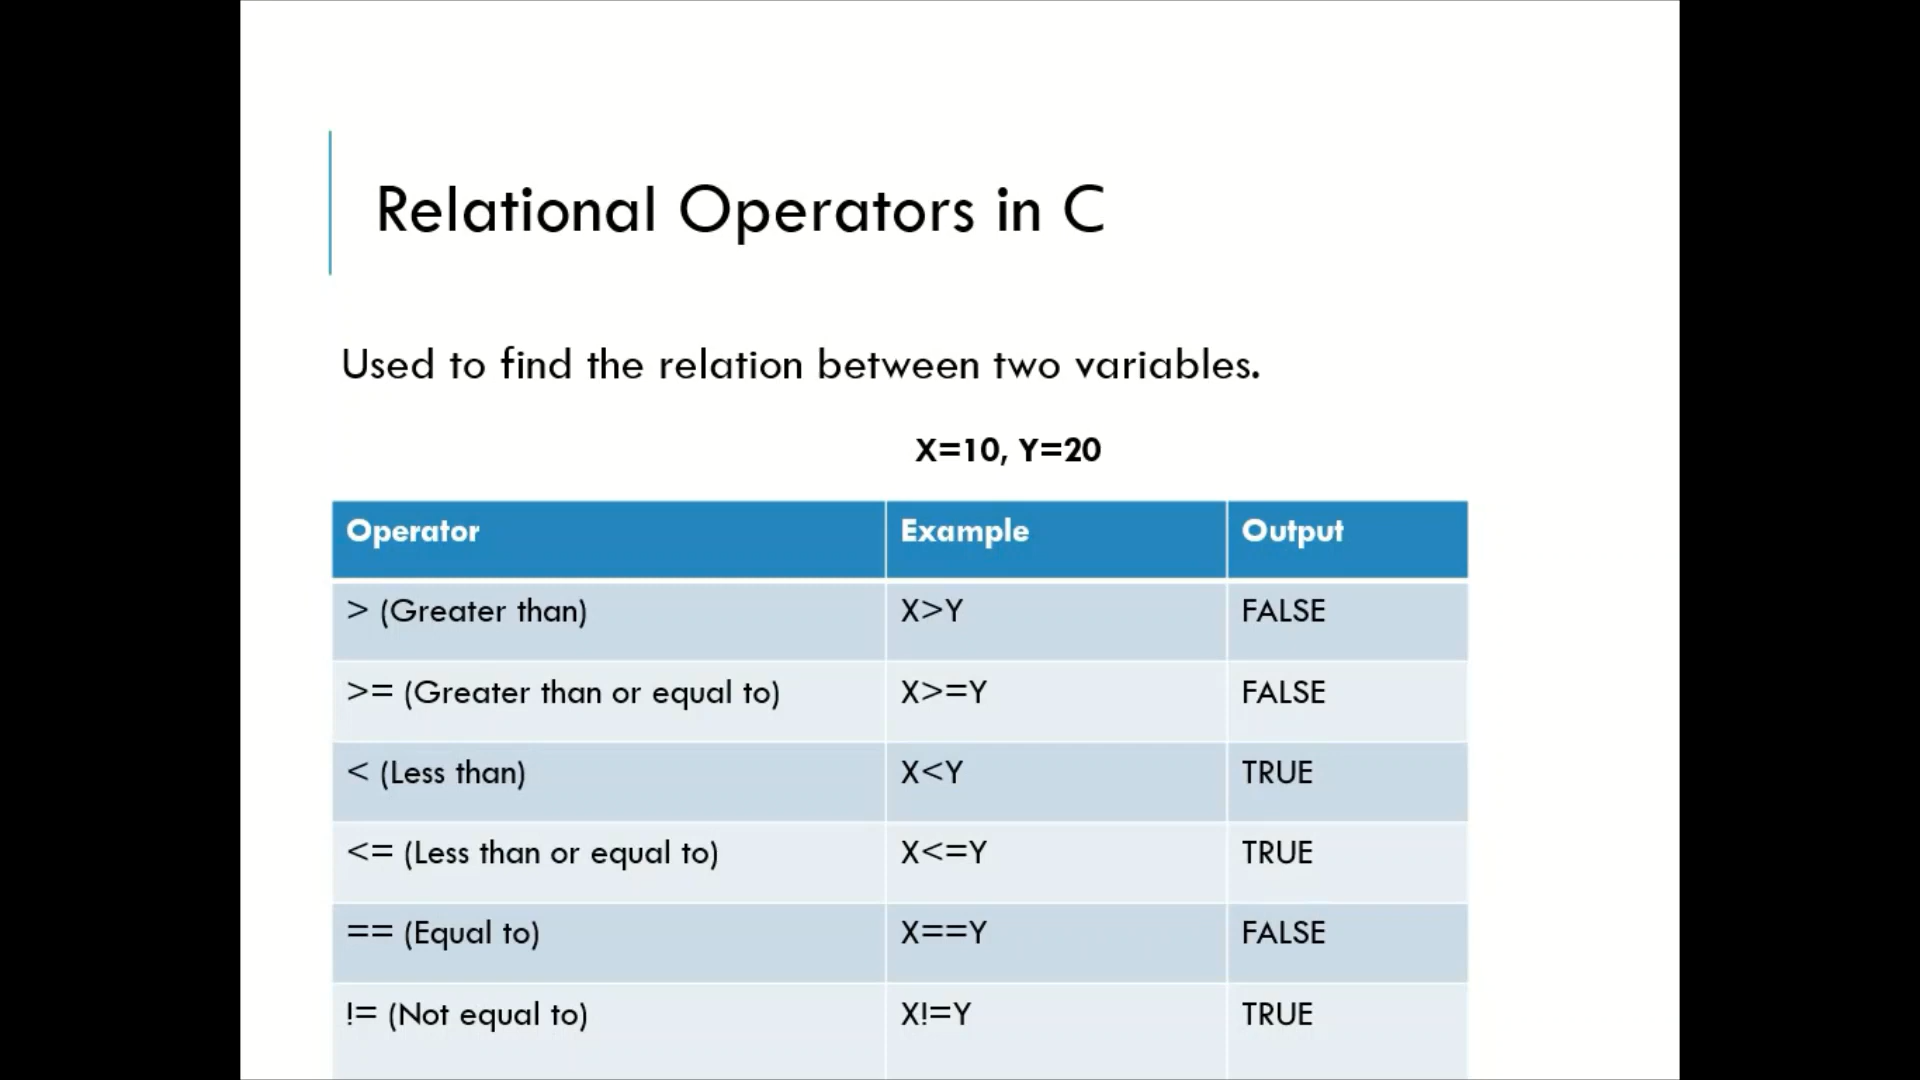 Relational Operators in C
Used to find the relation between two variables.
X=10, Y=20
Operator Example Output
> (Greater than) X>Y FALSE
>= (Greater than or equal to) X>=Y FALSE
< (Less than) X<Y TRUE
<= (Less than or equal to) X<=Y TRUE
== (Equal to) X==Y FALSE
!= (Not equal to) X!=Y TRUE